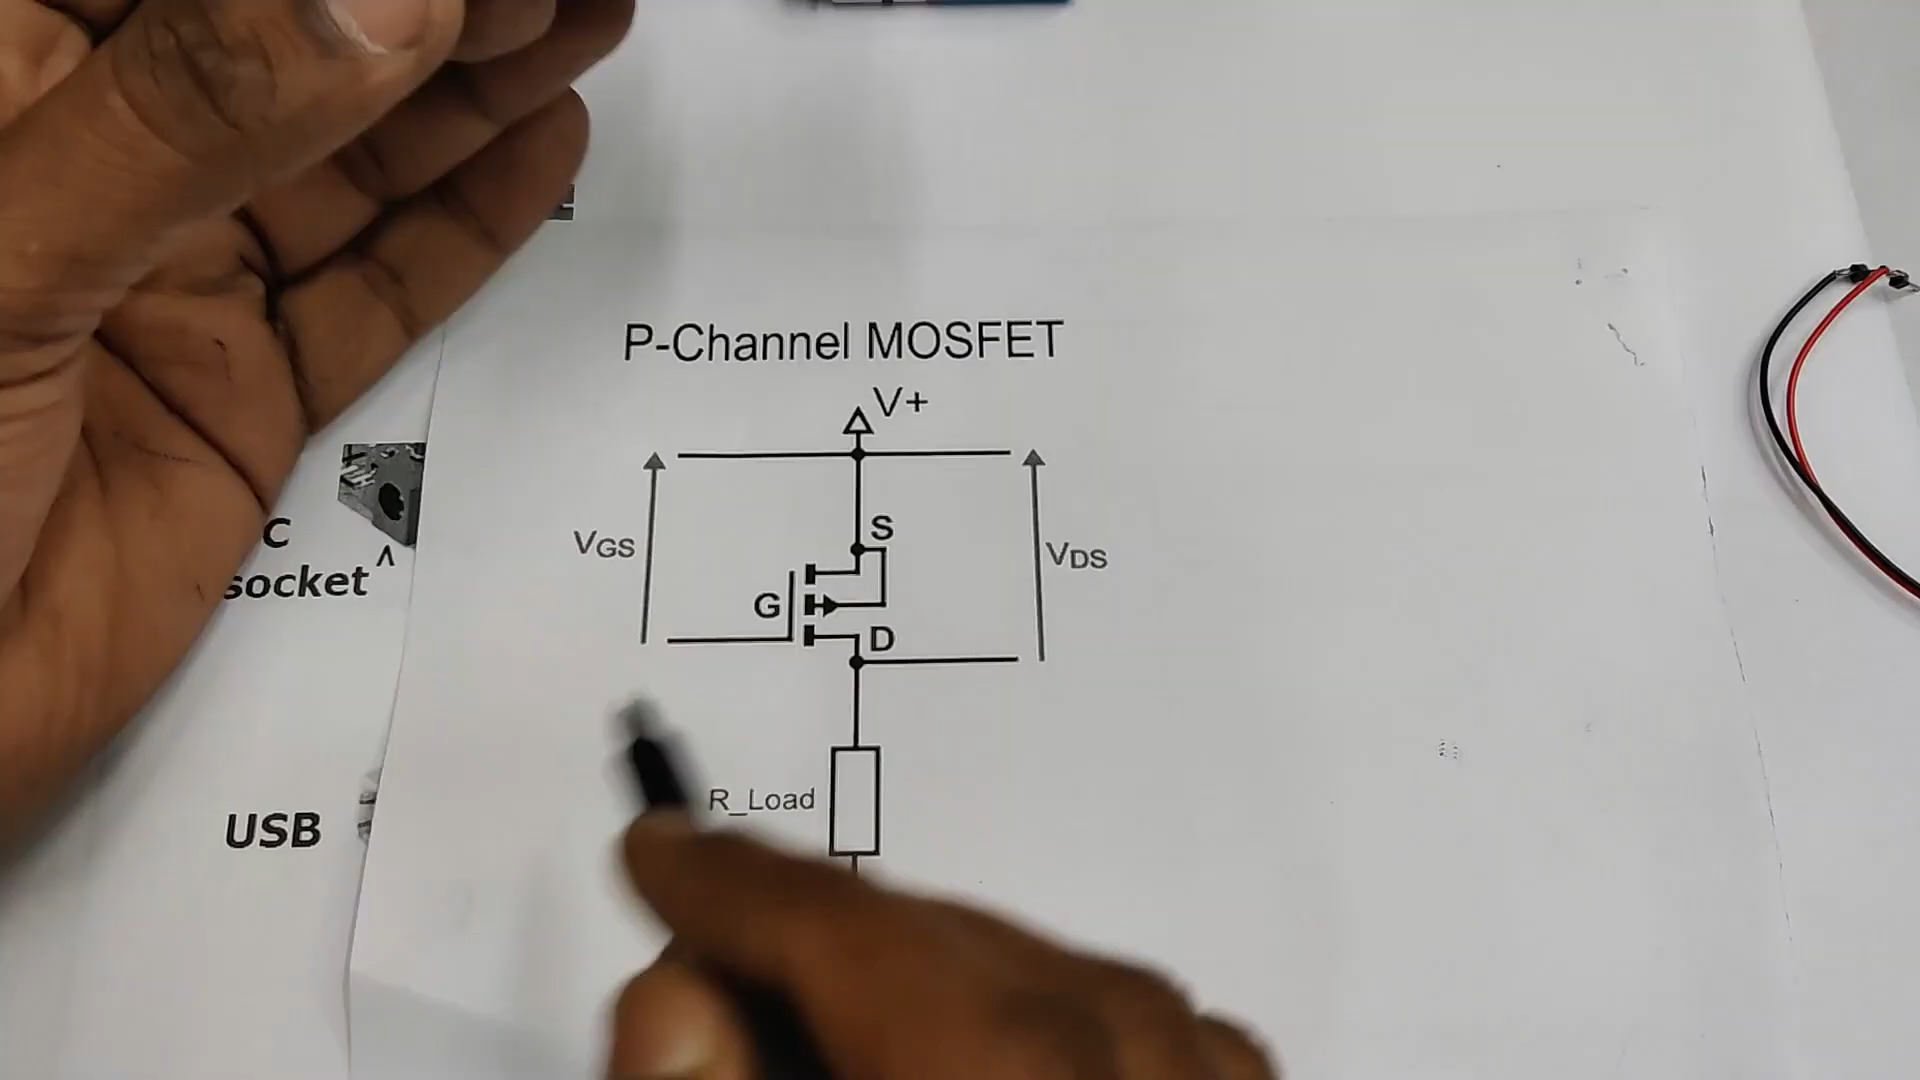 P-Channel MOSFET
V+
S
VGS
VDS
G
D
C
socket
^
R_Load
USB